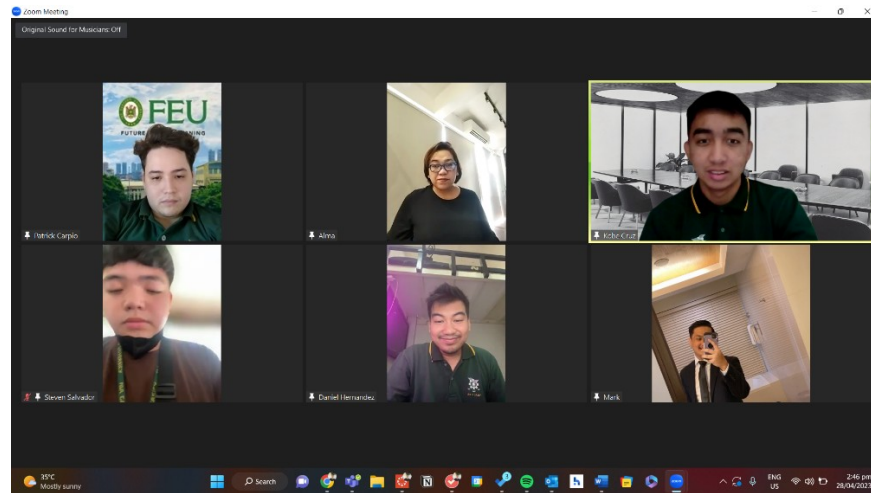 Zoom Meeting
Original Sound for Musicians: Off
FEU
Patrick Carpio
Alma
Kobe Cruz
Steven Salvador
Daniel Hernandez
Mark
35°C
Mostly sunny
Search
ENG
US
2:46 pm
28/04/2023